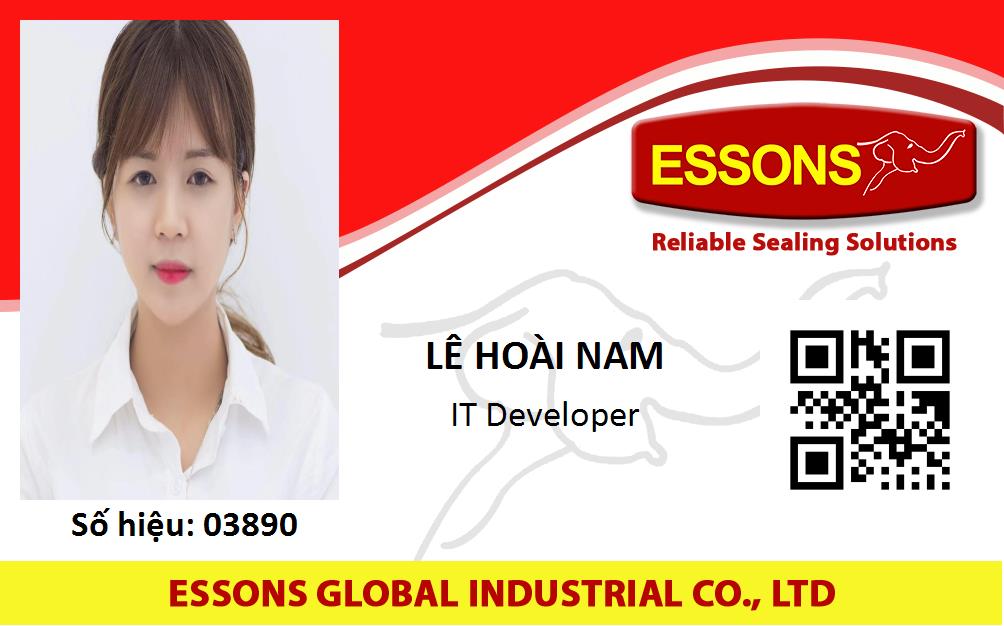 ESSONS
Reliable Sealing Solutions
LÊ HOÀI NAM
IT Developer
Số hiệu: 03890
ESSONS GLOBAL INDUSTRIAL CO., LTD